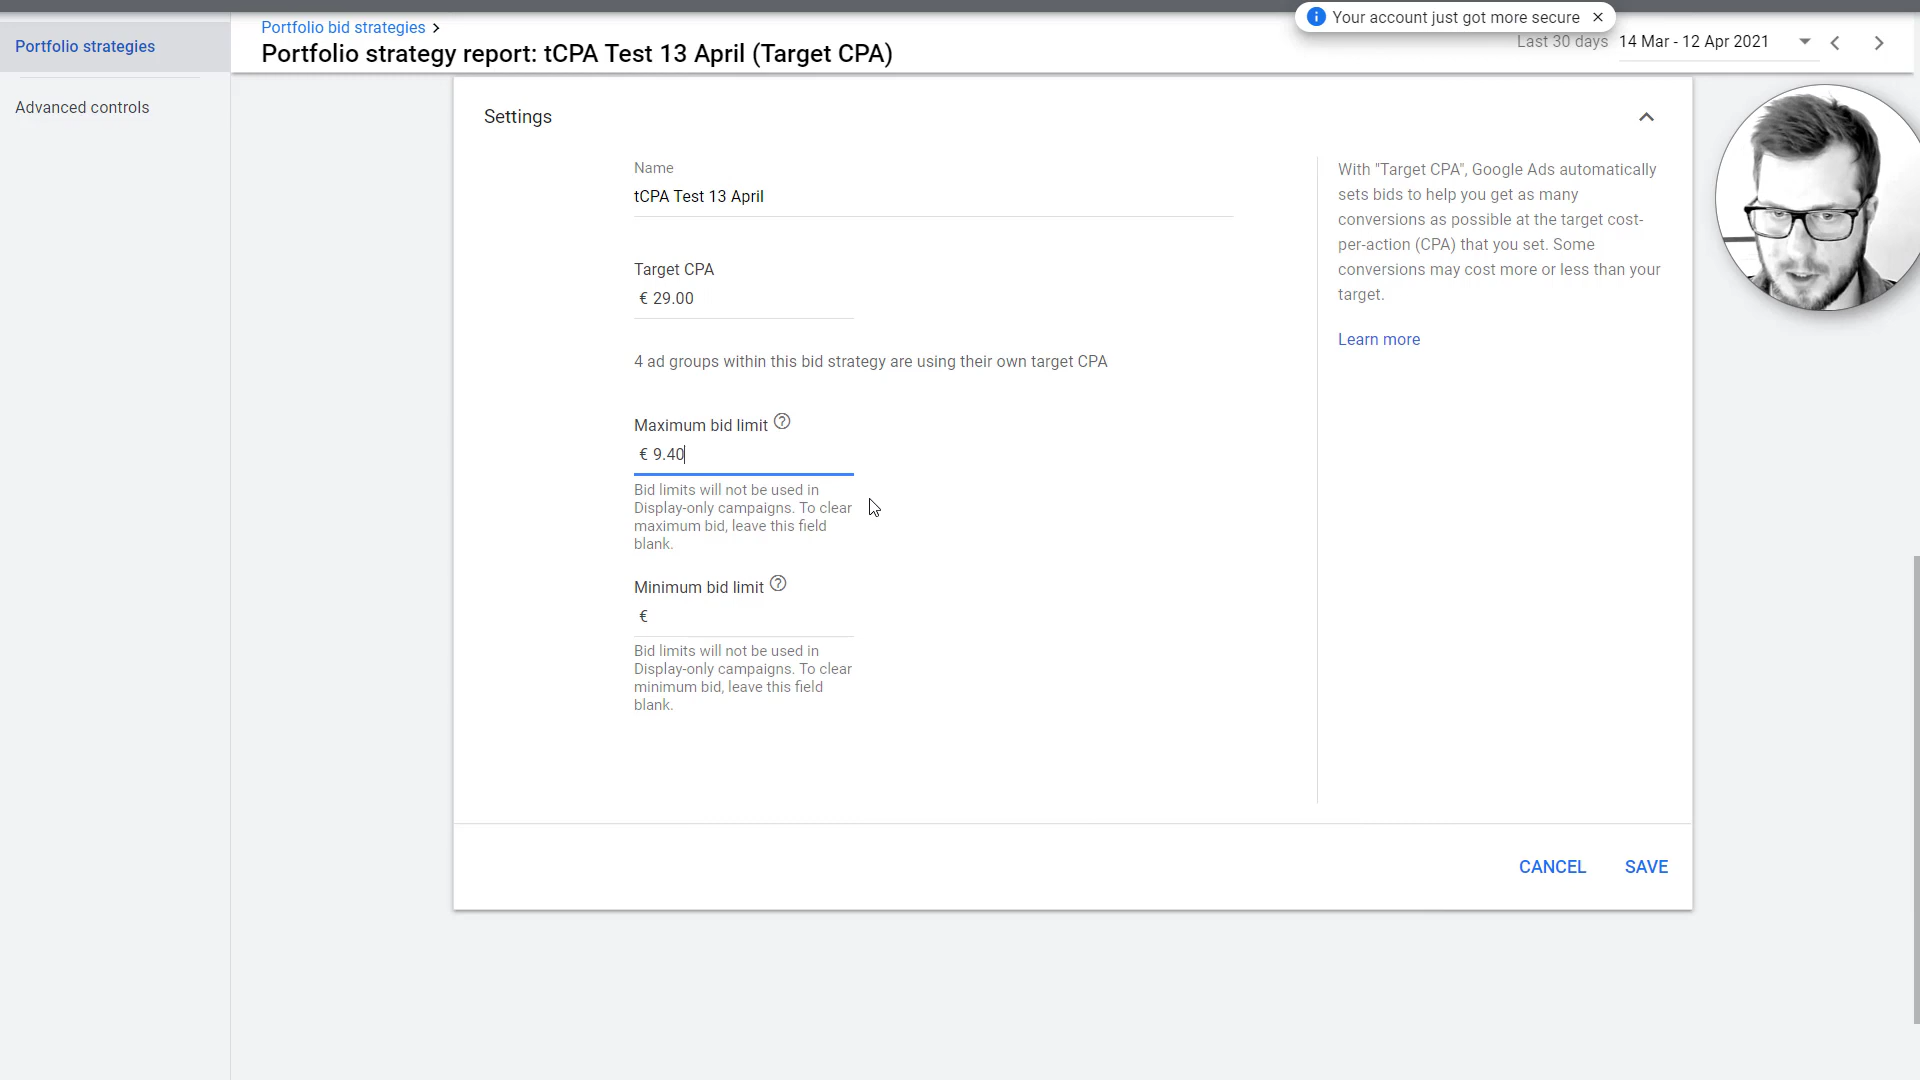 Your account just got more secure
Portfolio strategies
Portfolio bid strategies
Portfolio strategy report: tCPA Test 13 April (Target CPA)
Last 30 days 14 Mar - 12 Apr 2021
Advanced controls
Settings
Name
tCPA Test 13 April
Target CPA
€ 29.00
4 ad groups within this bid strategy are using their own target CPA
Maximum bid limit
€ 9.40
Bid limits will not be used in
Display-only campaigns. To clear
maximum bid, leave this field
blank.
Minimum bid limit
€
Bid limits will not be used in
Display-only campaigns. To clear
minimum bid, leave this field
blank.
With "Target CPA", Google Ads automatically
sets bids to help you get as many
conversions as possible at the target cost-
per-action (CPA) that you set. Some
conversions may cost more or less than your
target.
Learn more
CANCEL SAVE